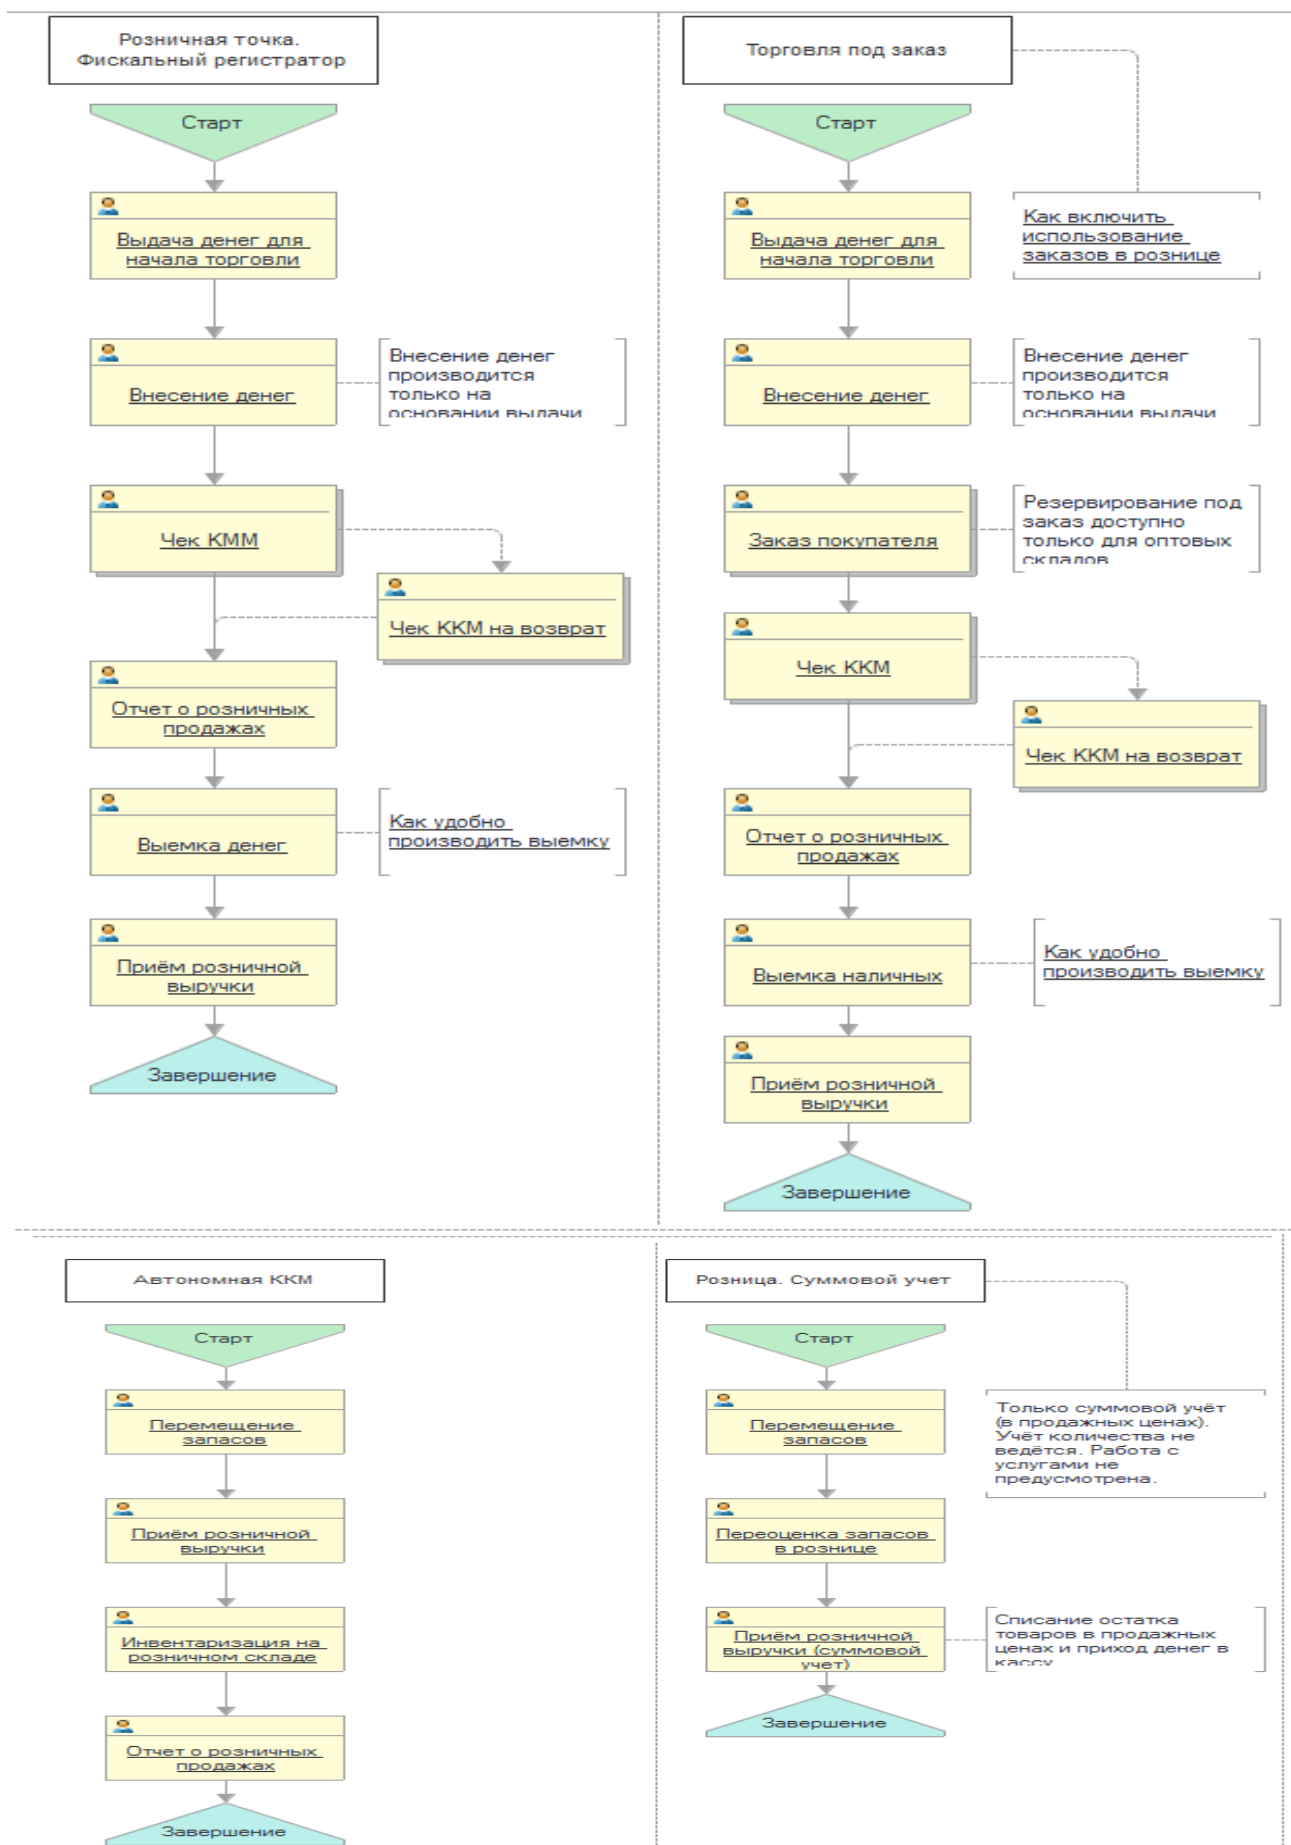 Розничная точка.
Фискальный регистратор
Старт
Выдача денег для
начала торговли
Внесение денег
Внесение денег
производится
только на
основании выдачи
Чек КММ
Чек ККМ на возврат
Отчет о розничных
продажах
Выемка денег
Как удобно
производить выемку
Приём розничной
выручки
Завершение
Торговля под заказ
Старт
Как включить
использование
заказов в рознице
Выдача денег для
начала торговли
Внесение денег
Внесение денег
производится
только на
основании выдачи
Заказ покупателя
Резервирование под
заказ доступно
только для оптовых
складов
Чек ККМ
Чек ККМ на возврат
Отчет о розничных
продажах
Выемка наличных
Как удобно
производить выемку
Приём розничной
выручки
Завершение
Автономная ККМ
Старт
Перемещение
запасов
Приём розничной
выручки
Инвентаризация на
розничном складе
Отчет о розничных
продажах
Завершение
Розница. Суммовой учет
Старт
Перемещение
запасов
Только суммовой учёт
(в продажных ценах).
Учёт количества не
ведётся. Работа с
услугами не
предусмотрена.
Переоценка запасов
в рознице
Приём розничной
выручки (суммовой
учет)
Списание остатка
товаров в продажных
ценах и приход денег в
кассу
Завершение